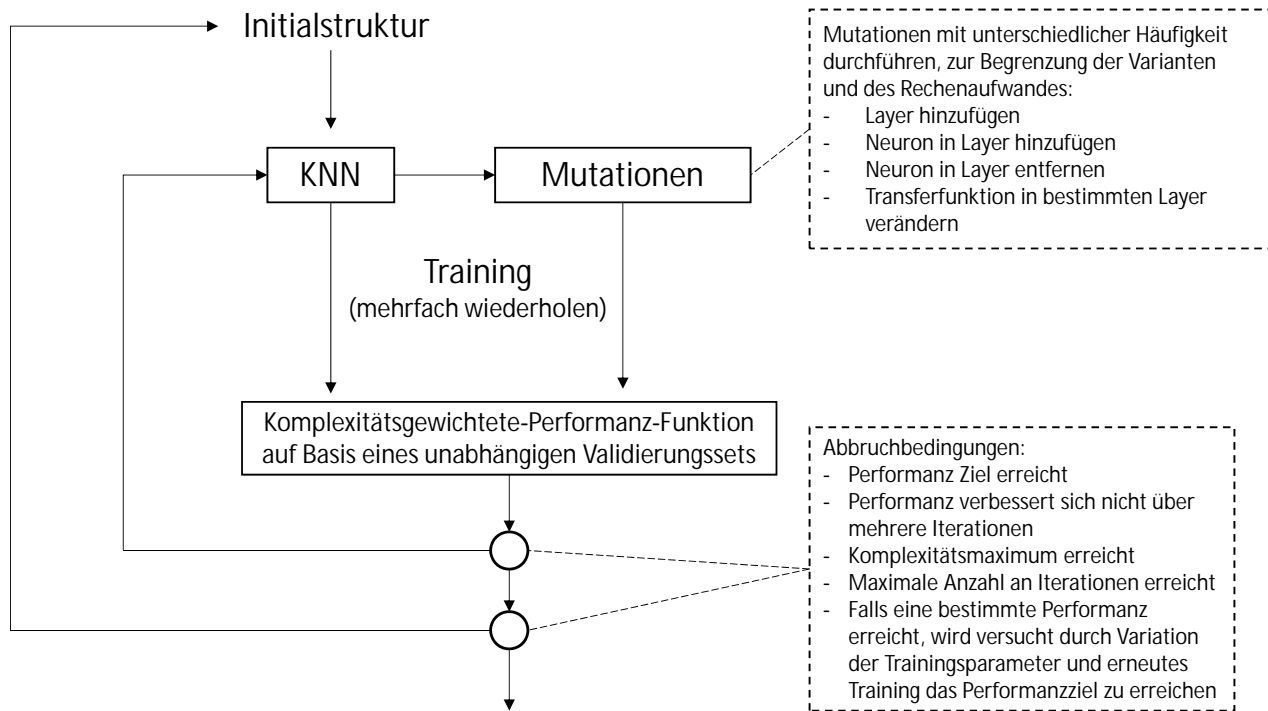 Initialstruktur
Mutationen mit unterschiedlicher Häufigkeit
durchführen, zur Begrenzung der Varianten
und des Rechenaufwandes:
- Layer hinzufügen
- Neuron in Layer hinzufügen
- Neuron in Layer entfernen
- Transferfunktion in bestimmten Layer
verändern
KNN
Mutationen
Training
(mehrfach wiederholen)
Komplexitätsgewichtete-Performanz-Funktion
auf Basis eines unabhängigen Validierungssets
Abbruchbedingungen:
- Performanz Ziel erreicht
- Performanz verbessert sich nicht über
mehrere Iterationen
- Komplexitätsmaximum erreicht
- Maximale Anzahl an Iterationen erreicht
- Falls eine bestimmte Performanz
erreicht, wird versucht durch Variation
der Trainingsparameter und erneutes
Training das Performanzziel zu erreichen